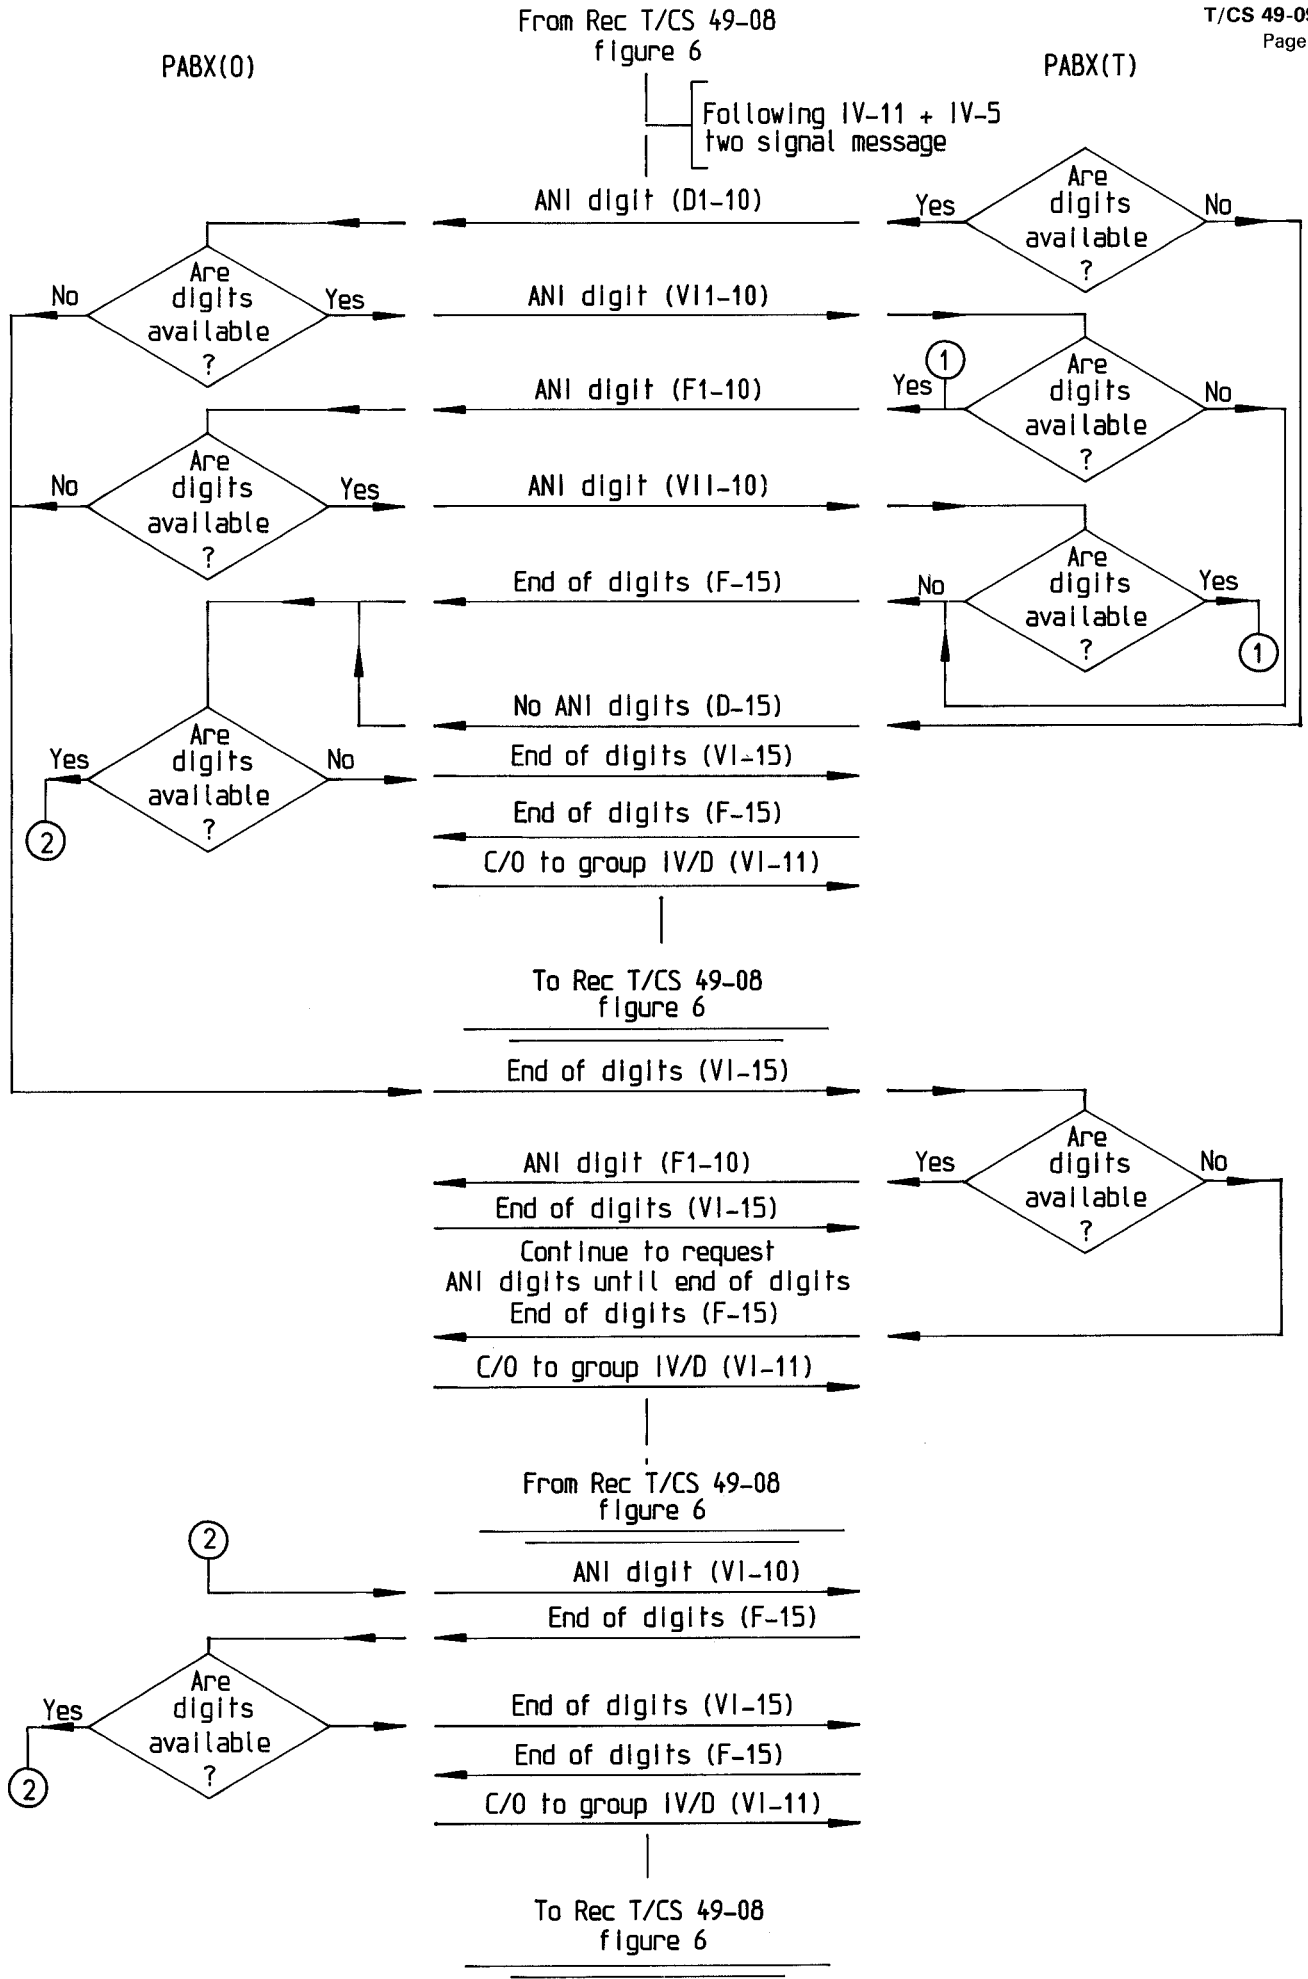 From Rec T/CS 49-08
figure 6
T/CS 49-09
Page
PABX(O)
PABX(T)
Following IV-11 + IV-5
two signal message
ANI digit (D1-10)
Yes
Are
digits
available
?
No
No
Are
digits
available
?
Yes
ANI digit (VI1-10)
1
ANI digit (F1-10)
Yes
Are
digits
available
?
No
No
Are
digits
available
?
Yes
ANI digit (VI1-10)
End of digits (F-15)
No
Are
digits
available
?
Yes
1
No ANI digits (D-15)
Yes
Are
digits
available
?
No
2
End of digits (VI-15)
End of digits (F-15)
C/O to group IV/D (VI-11)
To Rec T/CS 49-08
figure 6
End of digits (VI-15)
ANI digit (F1-10)
Yes
Are
digits
available
?
No
End of digits (VI-15)
Continue to request
ANI digits until end of digits
End of digits (F-15)
C/O to group IV/D (VI-11)
From Rec T/CS 49-08
figure 6
2
ANI digit (VI-10)
End of digits (F-15)
Yes
Are
digits
available
?
2
End of digits (VI-15)
End of digits (F-15)
C/O to group IV/D (VI-11)
To Rec T/CS 49-08
figure 6